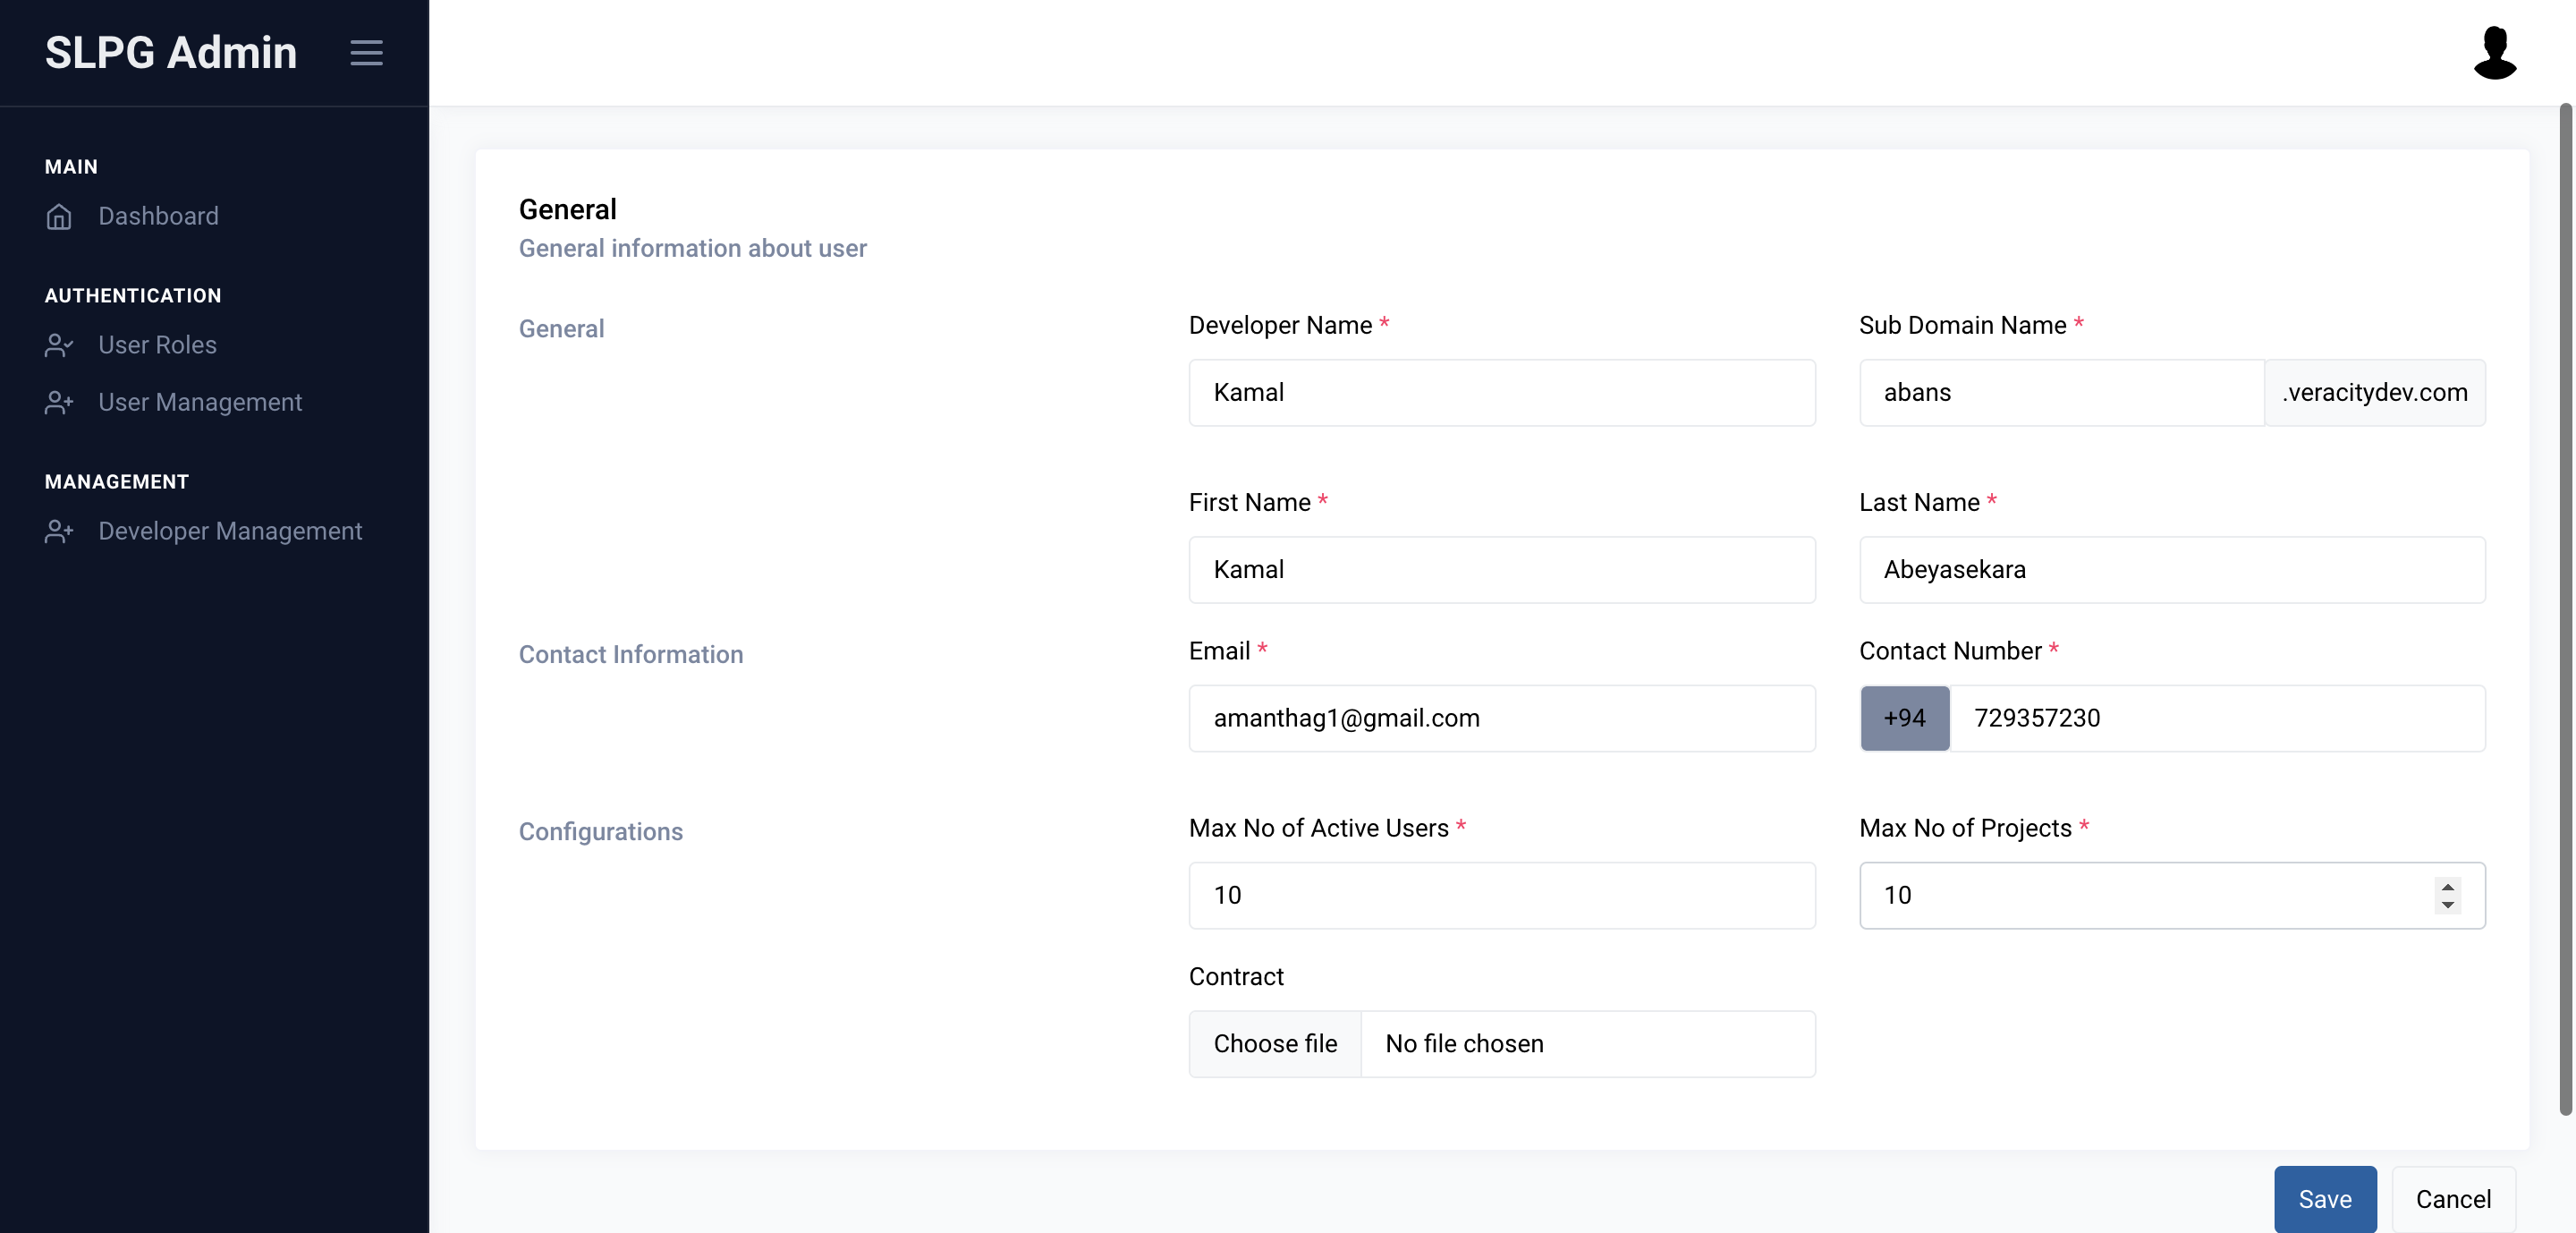 SLPG Admin
MAIN
Dashboard
AUTHENTICATION
User Roles
User Management
MANAGEMENT
Developer Management
General
General information about user
General
Developer Name *
Sub Domain Name *
Kamal
abans .veracitydev.com
First Name *
Last Name *
Kamal
Abeyasekara
Contact Information
Email *
Contact Number *
amanthag1@gmail.com
+94 729357230
Configurations
Max No of Active Users *
Max No of Projects *
10
10
Contract
Choose file No file chosen
Save
Cancel